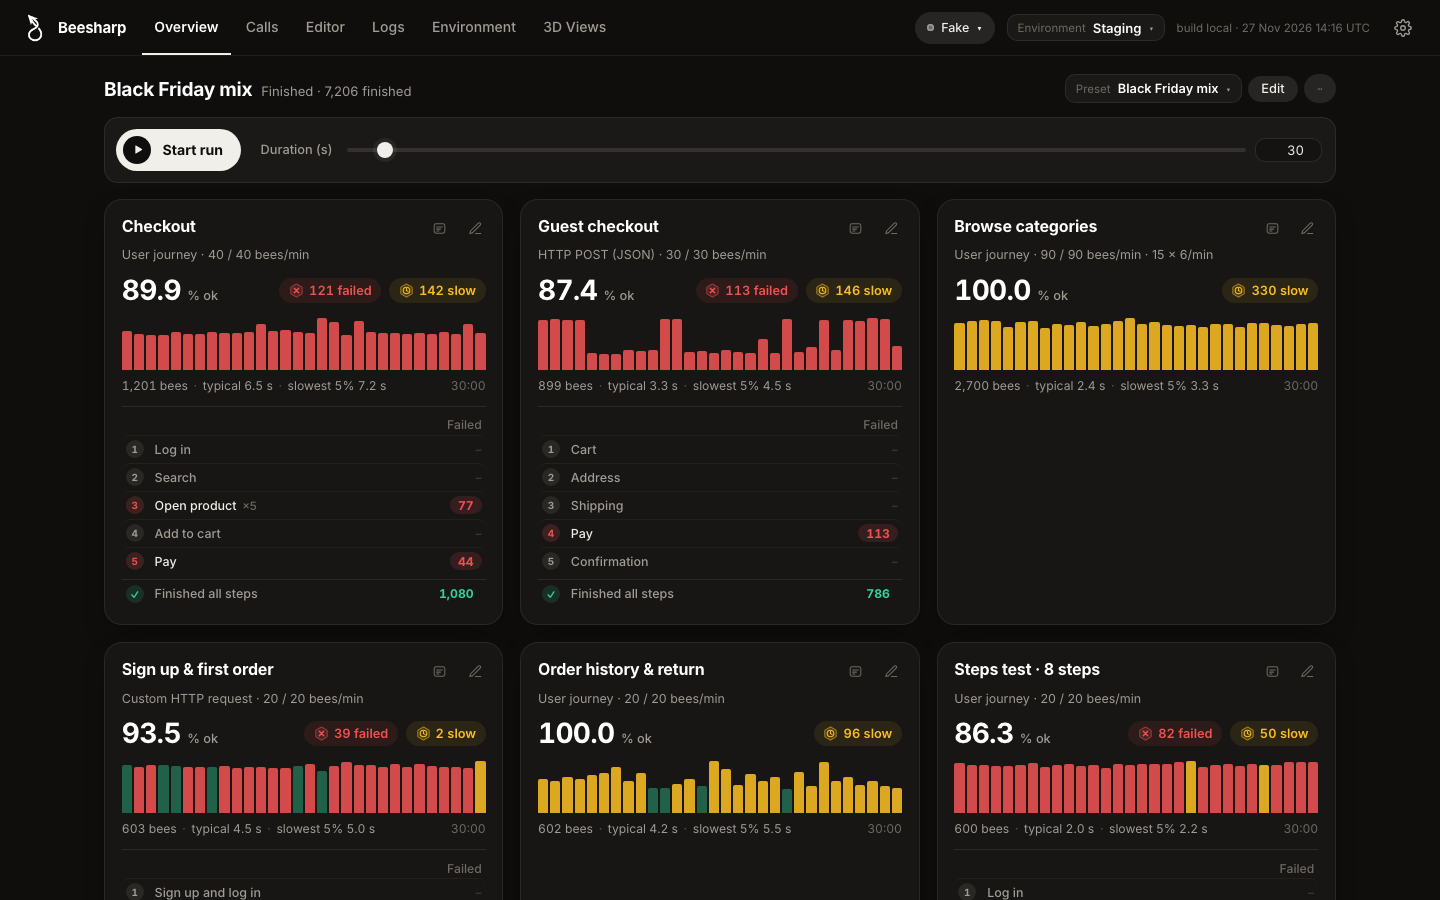 Beesharp Overview Calls Editor Logs Environment 3D Views Fake Environment Staging build local · 27 Nov 2026 14:16 UTC
Black Friday mix Finished · 7,206 finished Preset Black Friday mix Edit
Start run Duration (s) 30
Checkout
User journey · 40 / 40 bees/min
89.9 % ok 121 failed 142 slow
1,201 bees · typical 6.5 s · slowest 5% 7.2 s 30:00
Failed
1 Log in –
2 Search –
3 Open product ×5 77
4 Add to cart –
5 Pay 44
Finished all steps 1,080
Guest checkout
HTTP POST (JSON) · 30 / 30 bees/min
87.4 % ok 113 failed 146 slow
899 bees · typical 3.3 s · slowest 5% 4.5 s 30:00
Failed
1 Cart –
2 Address –
3 Shipping –
4 Pay 113
5 Confirmation –
Finished all steps 786
Browse categories
User journey · 90 / 90 bees/min · 15 × 6/min
100.0 % ok 330 slow
2,700 bees · typical 2.4 s · slowest 5% 3.3 s 30:00
Sign up & first order
Custom HTTP request · 20 / 20 bees/min
93.5 % ok 39 failed 2 slow
603 bees · typical 4.5 s · slowest 5% 5.0 s 30:00
Failed
1 Sign up and log in –
Order history & return
User journey · 20 / 20 bees/min
100.0 % ok 96 slow
602 bees · typical 4.2 s · slowest 5% 5.5 s 30:00
Steps test · 8 steps
User journey · 20 / 20 bees/min
86.3 % ok 82 failed 50 slow
600 bees · typical 2.0 s · slowest 5% 2.2 s 30:00
Failed
1 Log in –